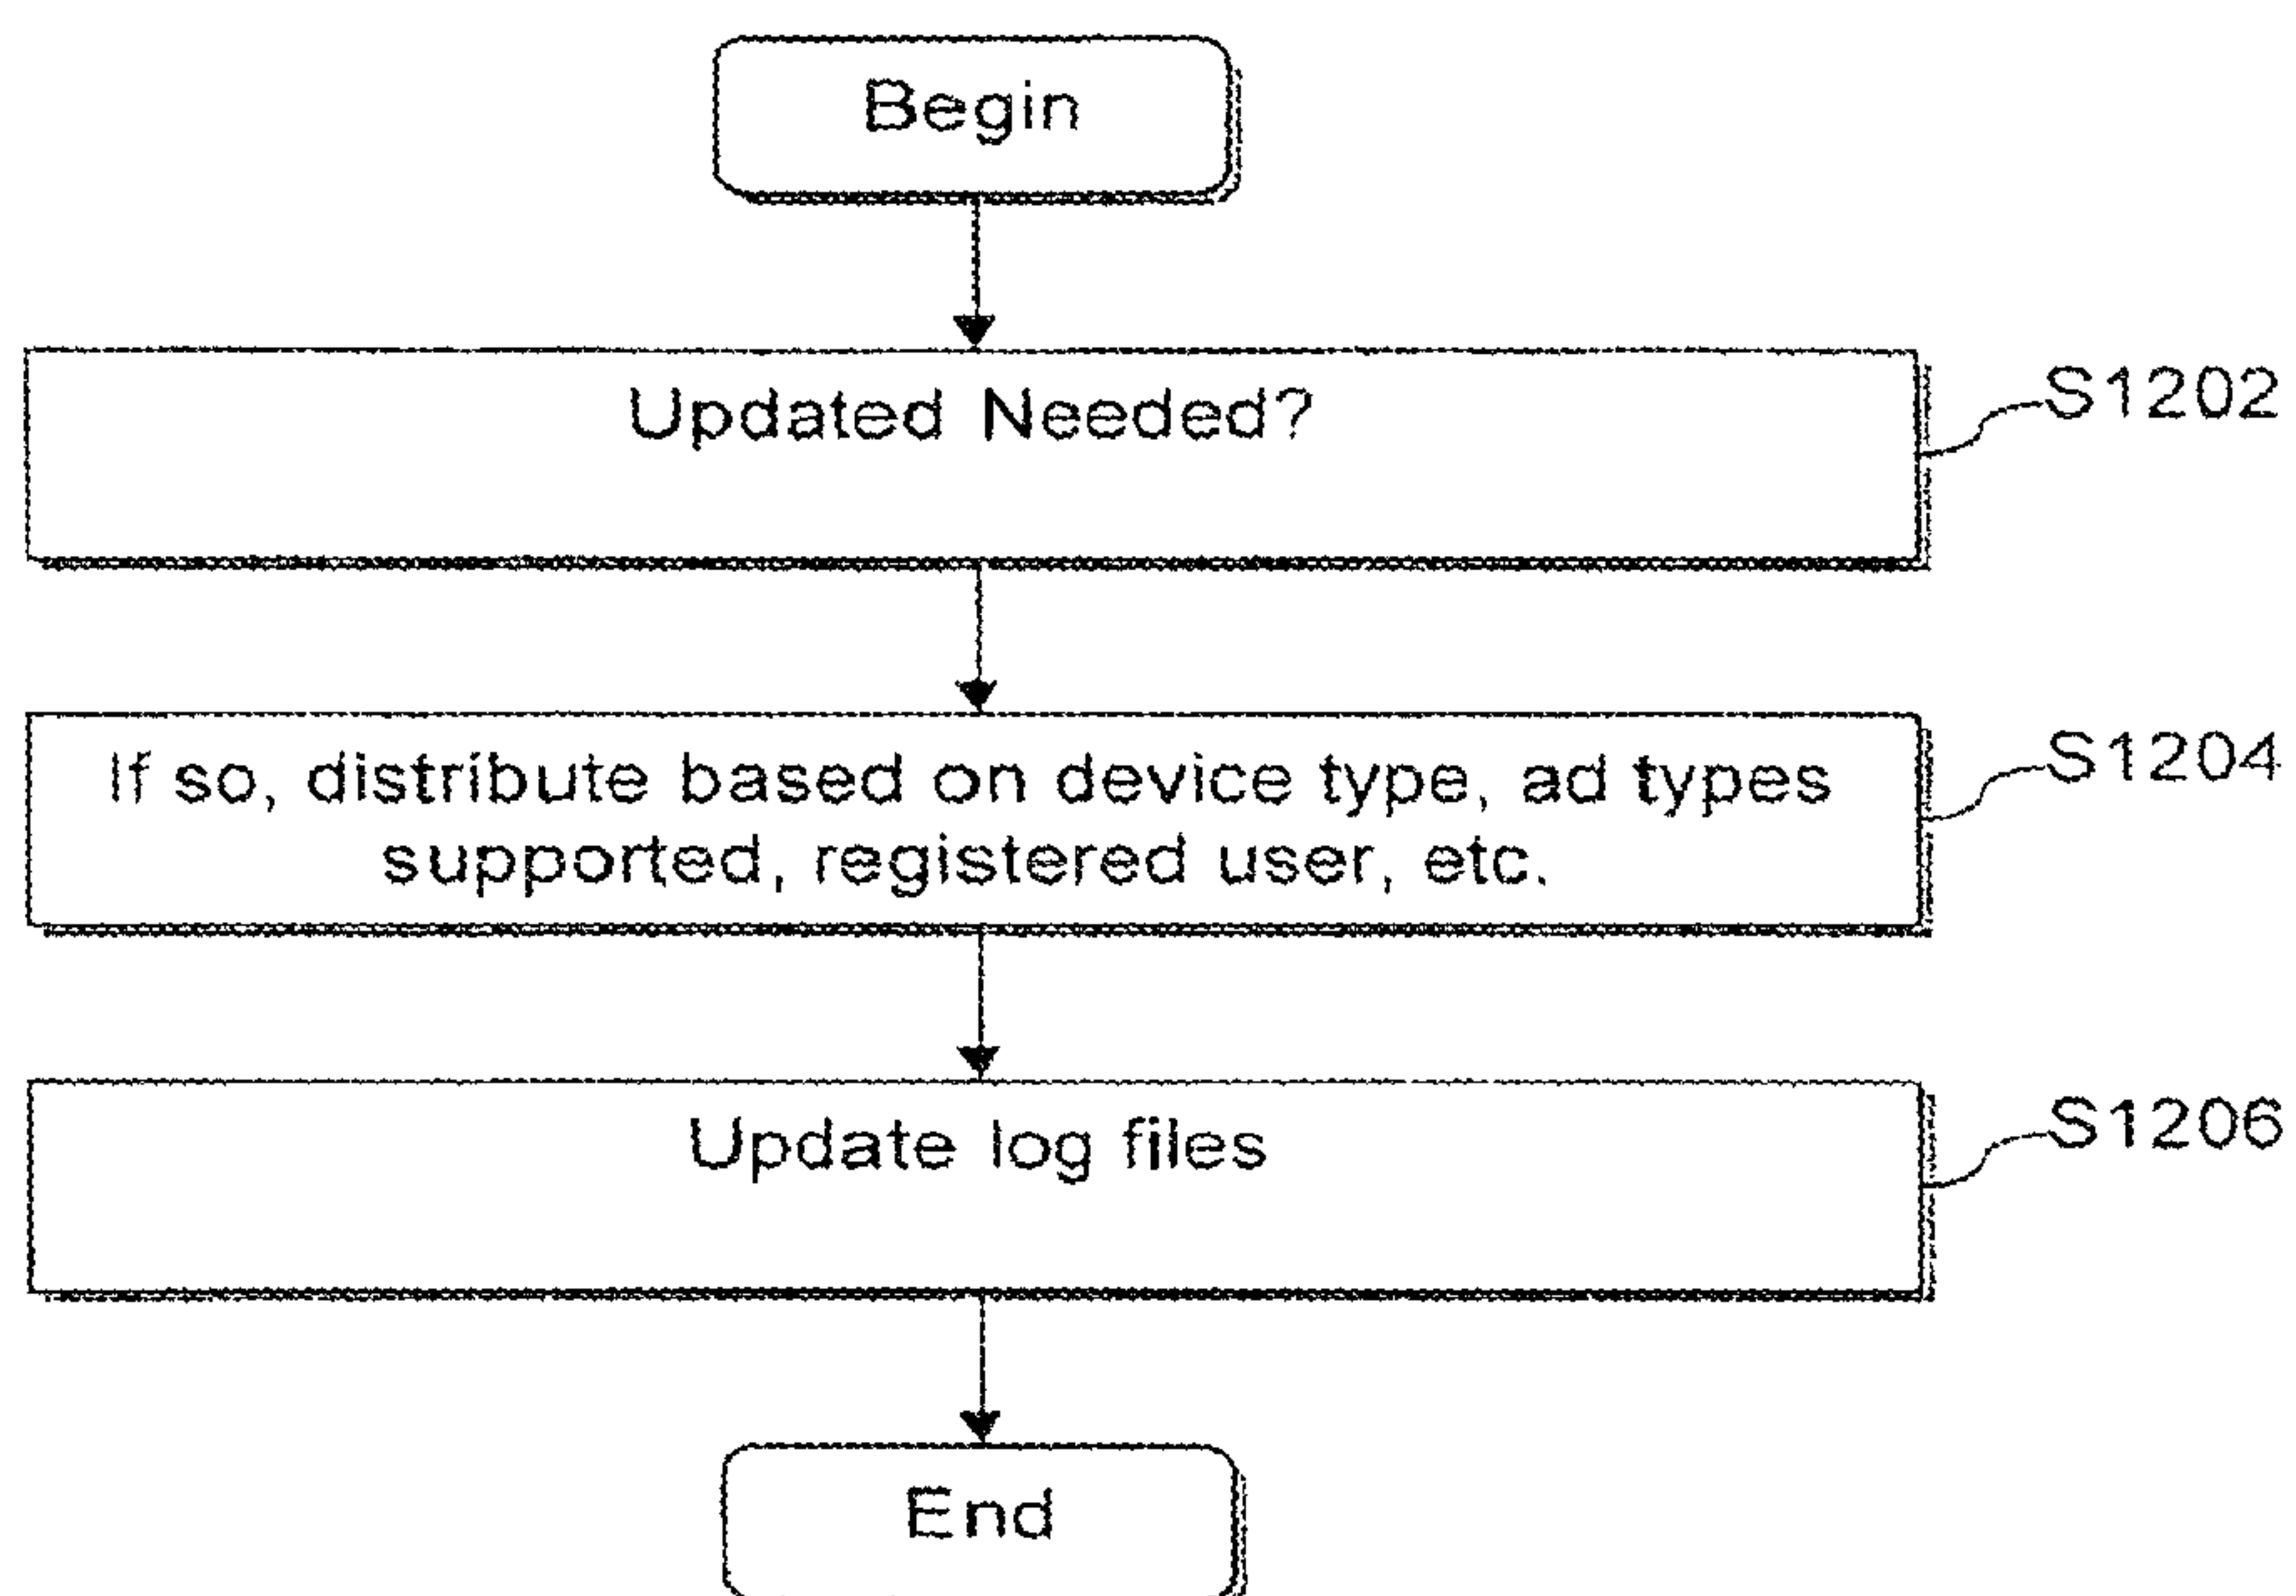 Begin
Updated Needed?
S1202
If so, distribute based on device type, ad types
supported, registered user, etc.
S1204
Update log files
S1206
End